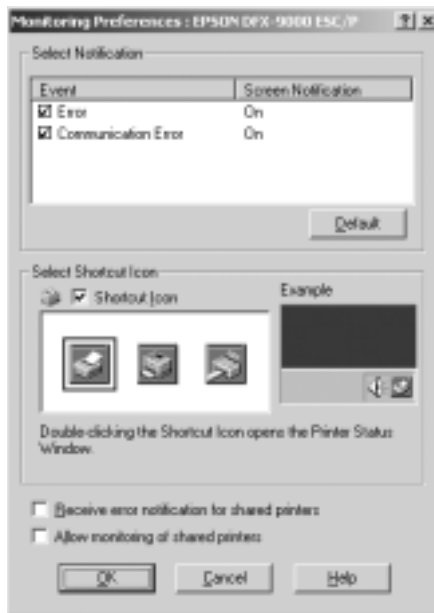 Monitoring Preferences : EPSON DFX-9000 ESC/P
Select Notification
Event Screen Notification
Error On
Communication Error On
Default
Select Shortcut Icon
Shortcut Icon
Example
Double-clicking the Shortcut Icon opens the Printer Status
Window.
Receive error notification for shared printers
Allow monitoring of shared printers
OK Cancel Help